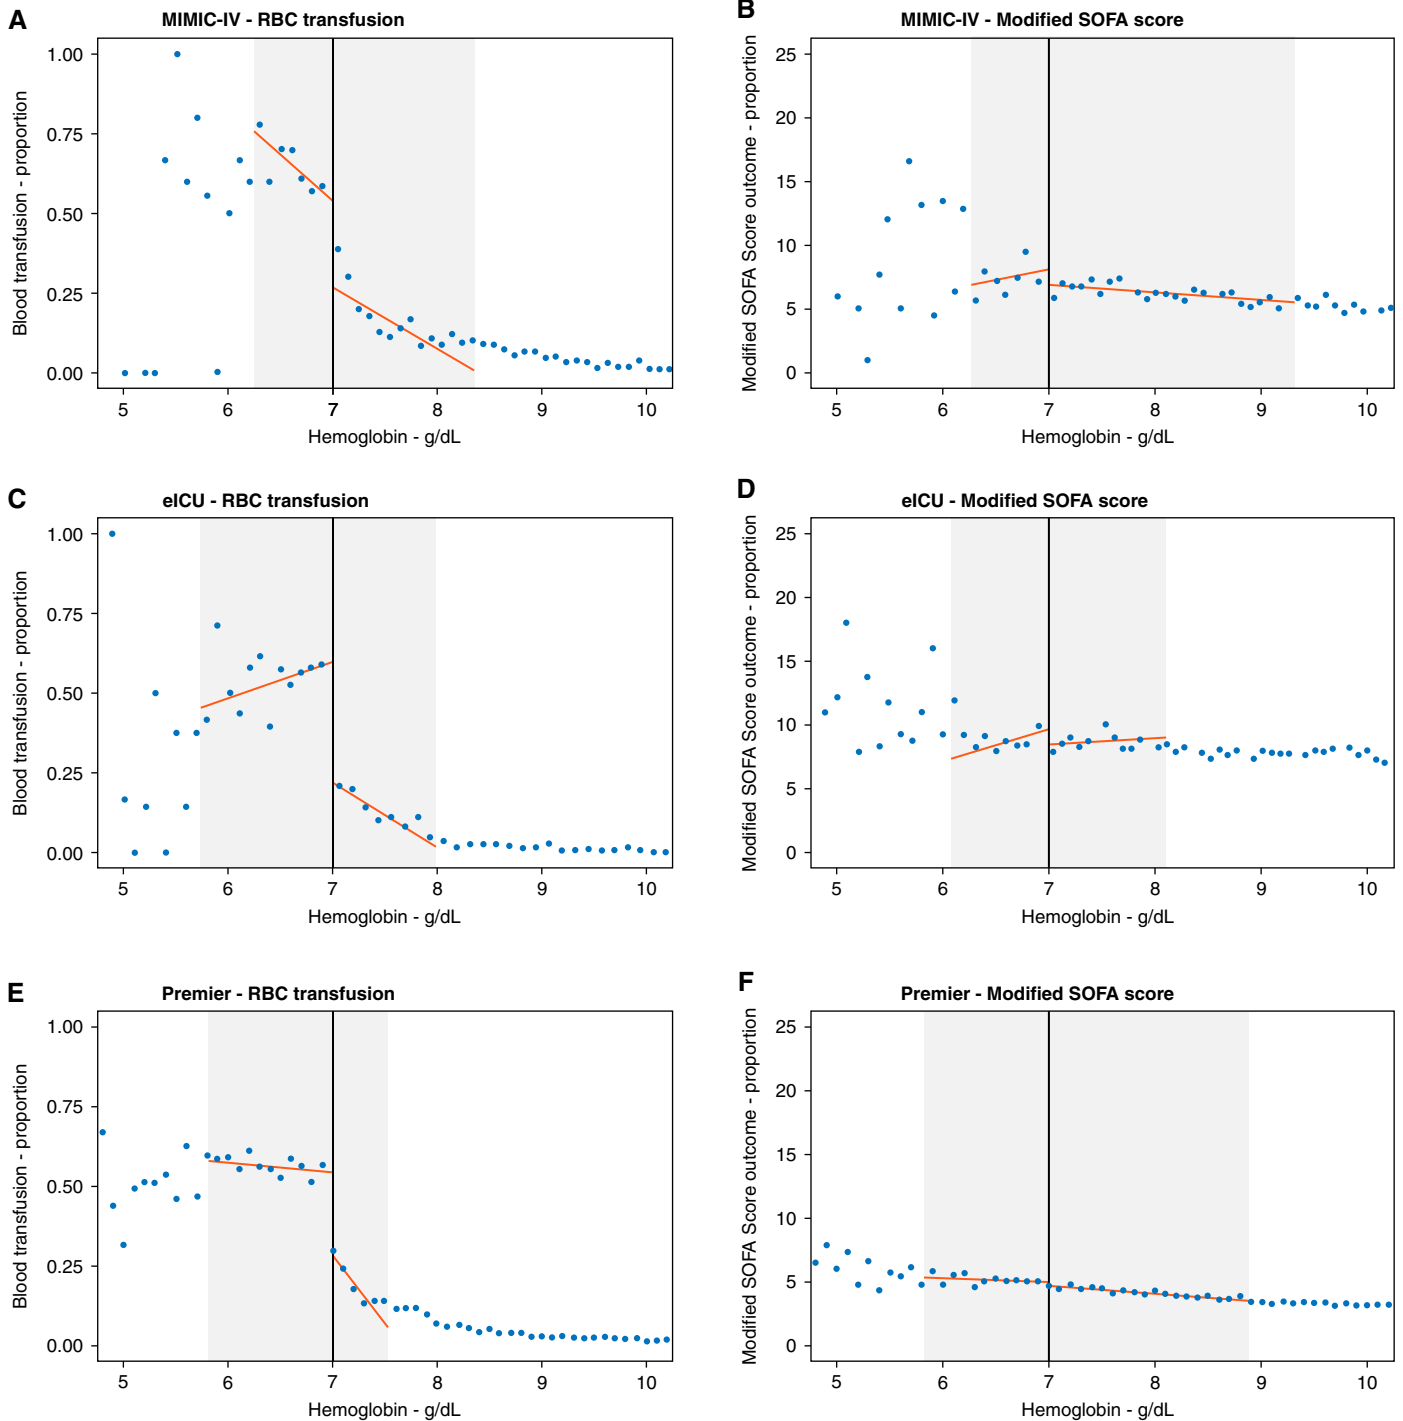 A
MIMIC-IV - RBC transfusion
Blood transfusion - proportion
1.00
0.75
0.50
0.25
0.00
5 6 7 8 9 10
Hemoglobin - g/dL
B
MIMIC-IV - Modified SOFA score
Modified SOFA Score outcome - proportion
25
20
15
10
5
0
5 6 7 8 9 10
Hemoglobin - g/dL
C
eICU - RBC transfusion
Blood transfusion - proportion
1.00
0.75
0.50
0.25
0.00
5 6 7 8 9 10
Hemoglobin - g/dL
D
eICU - Modified SOFA score
Modified SOFA Score outcome - proportion
25
20
15
10
5
0
5 6 7 8 9 10
Hemoglobin - g/dL
E
Premier - RBC transfusion
Blood transfusion - proportion
1.00
0.75
0.50
0.25
0.00
5 6 7 8 9 10
Hemoglobin - g/dL
F
Premier - Modified SOFA score
Modified SOFA Score outcome - proportion
25
20
15
10
5
0
5 6 7 8 9 10
Hemoglobin - g/dL